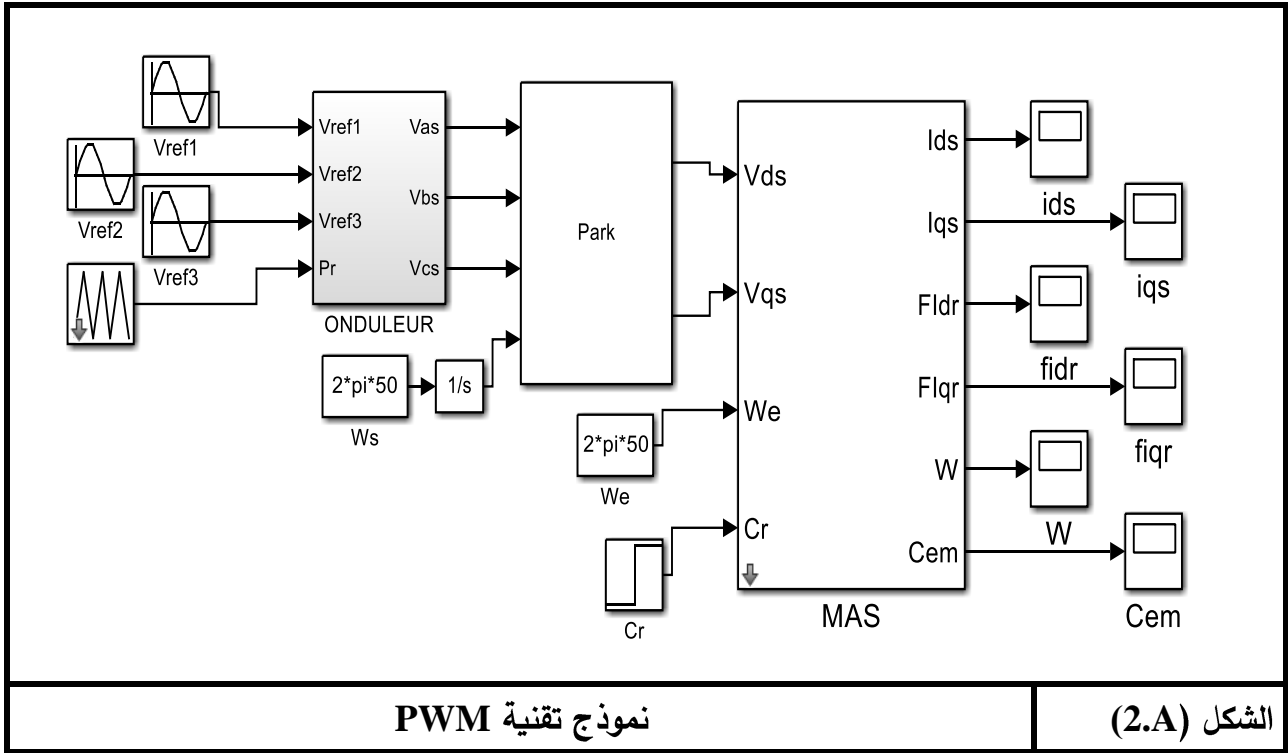 Vref1
Vref2
Vref3
Vref1
Vref2
Vref3
Pr
Vas
Vbs
Vcs
ONDULEUR
2*pi*50
Ws
1/s
Park
2*pi*50
We
Cr
Vds
Vqs
We
Cr
Ids
Iqs
FIdr
FIqr
W
Cem
MAS
ids
iqs
fidr
fiqr
W
Cem
الشكل (2.A)
نموذج تقنية PWM